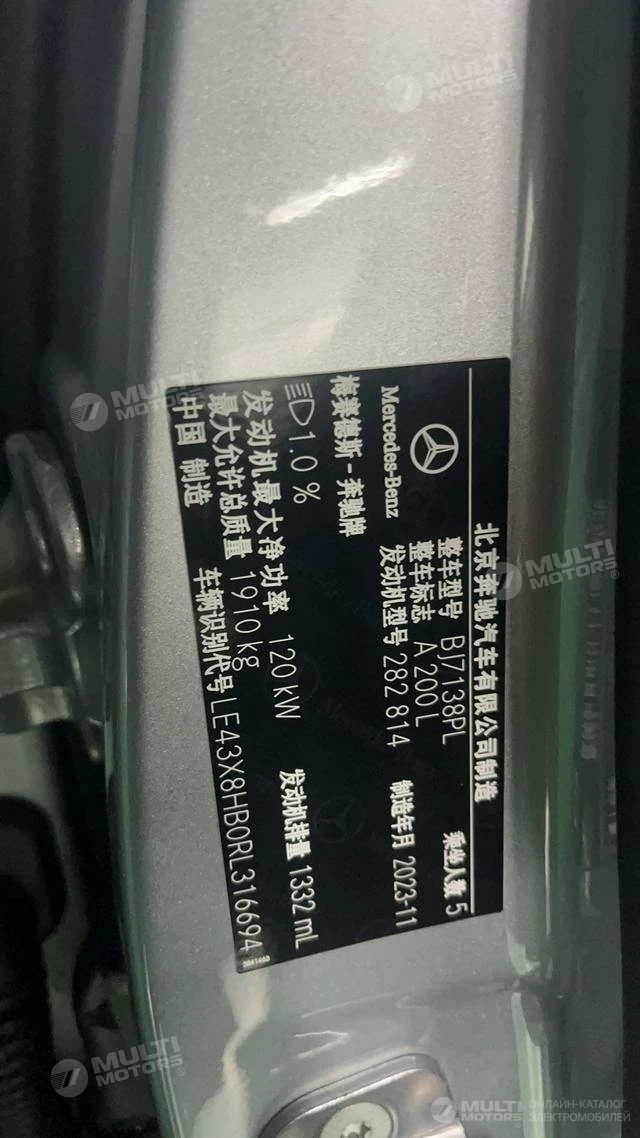 北京奔驰汽车有限公司制造
Mercedes-Benz
梅赛德斯-奔驰牌
整车型号 BJ7138PL 乘坐人数 5
整车标志 A 200 L
发动机型号 282 814 制造年月 2023-11
1.0 %
发动机最大净功率 120 kW 发动机排量 1332 mL
最大允许总质量 1910 kg
中国 制造 车辆识别代号 LE43X8HB0RL316694
MULTI MOTORS
MULTI MOTORS
MULTI MOTORS
MULTI MOTORS
MULTI MOTORS
ОНЛАЙН-КАТАЛОГ
ЭЛЕКТРОМОБИЛЕЙ